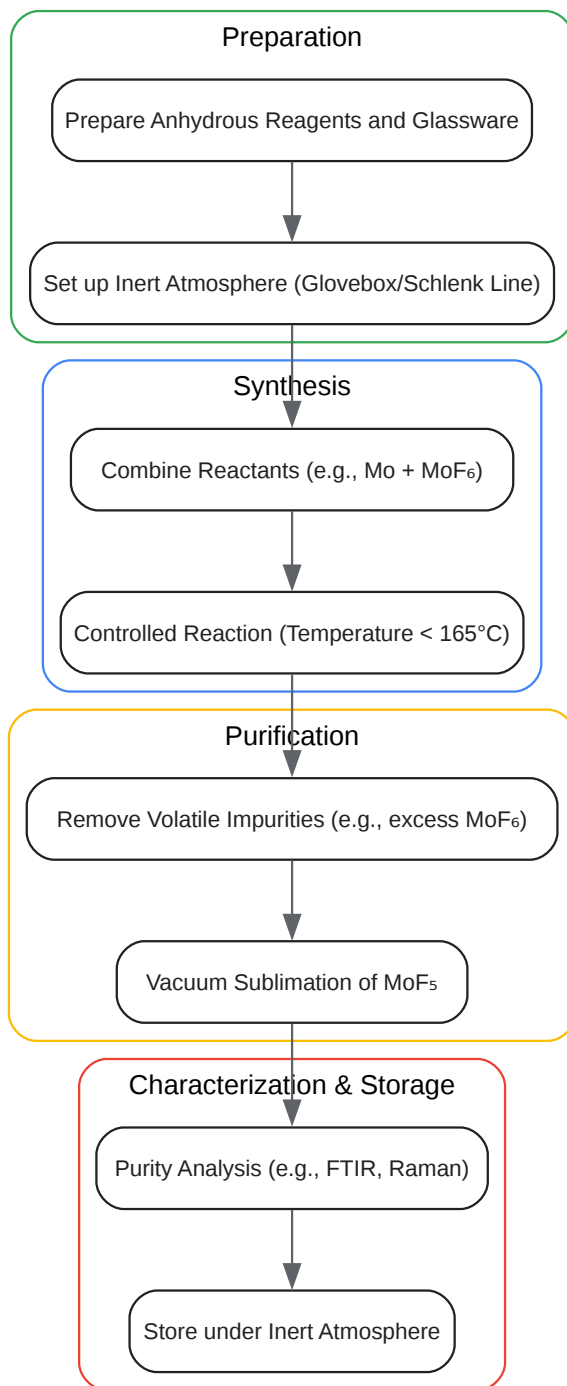 Preparation
Prepare Anhydrous Reagents and Glassware
Set up Inert Atmosphere (Glovebox/Schlenk Line)
Synthesis
Combine Reactants (e.g., Mo + MoF₆)
Controlled Reaction (Temperature < 165°C)
Purification
Remove Volatile Impurities (e.g., excess MoF₆)
Vacuum Sublimation of MoF₅
Characterization & Storage
Purity Analysis (e.g., FTIR, Raman)
Store under Inert Atmosphere